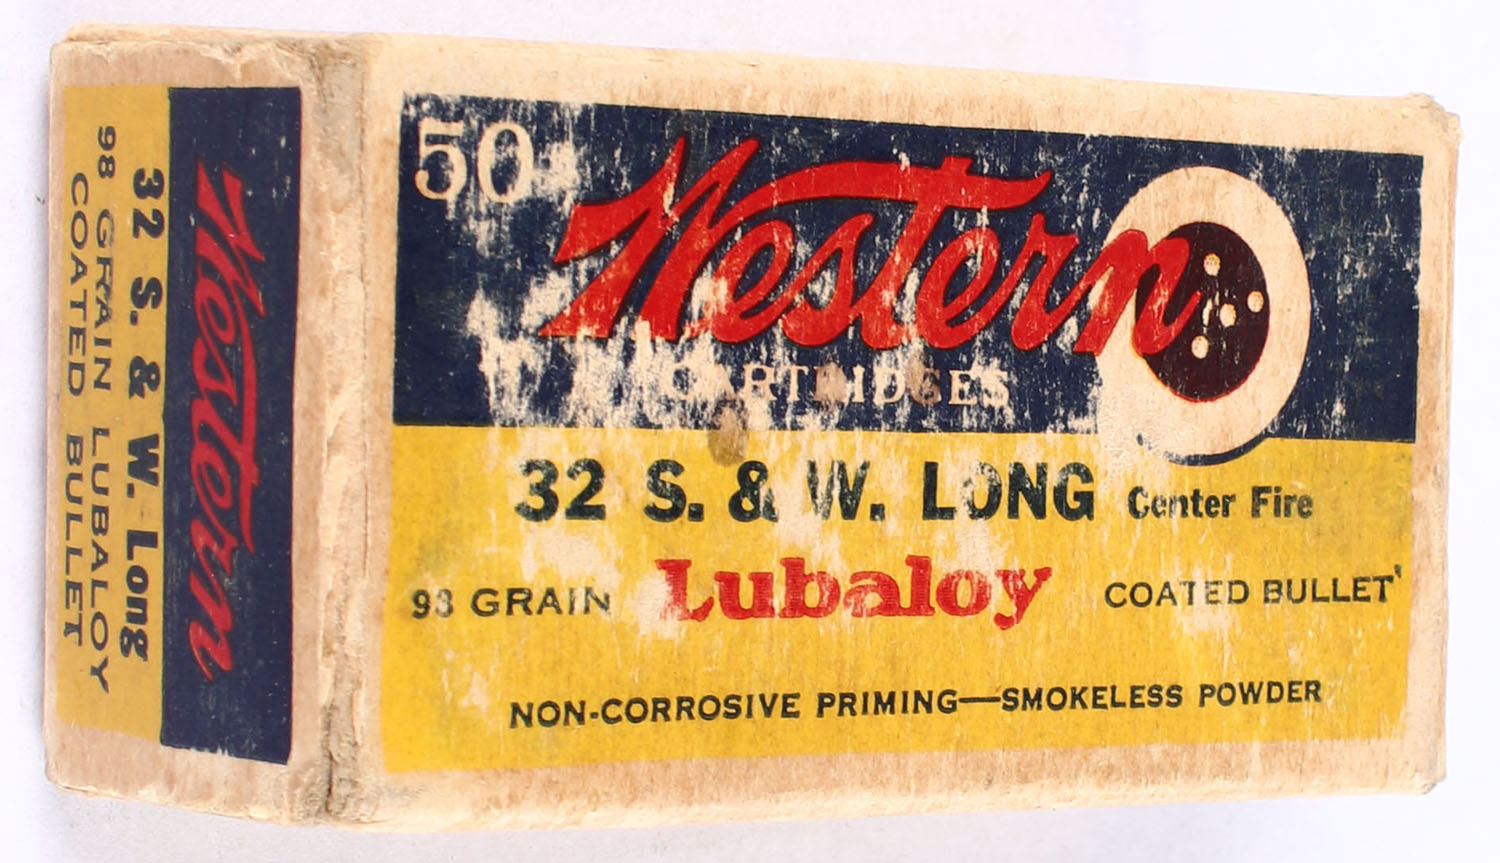 50
Western
CARTRIDGES
32 S. & W. LONG Center Fire
98 GRAIN Lubaloy COATED BULLET
NON-CORROSIVE PRIMING—SMOKELESS POWDER
Western
32 S. & W. Long
98 GRAIN LUBALOY
COATED BULLET